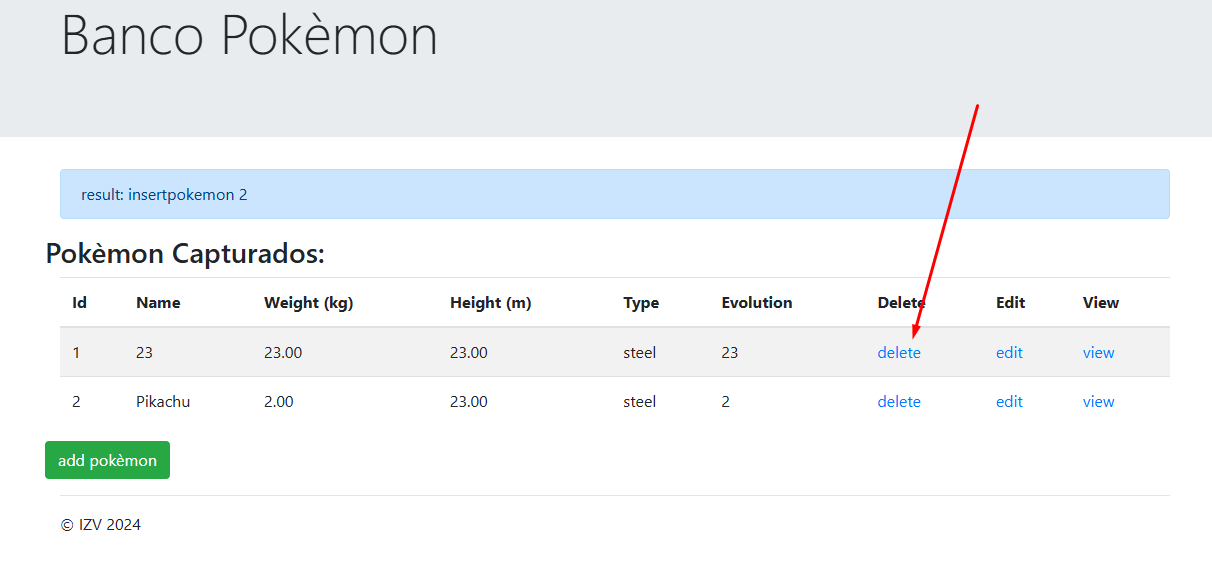 Banco Pokèmon
result: insertpokemon 2
Pokèmon Capturados:
Id Name Weight (kg) Height (m) Type Evolution Delete Edit View
1 23 23.00 23.00 steel 23 delete edit view
2 Pikachu 2.00 23.00 steel 2 delete edit view
add pokèmon
© IZV 2024